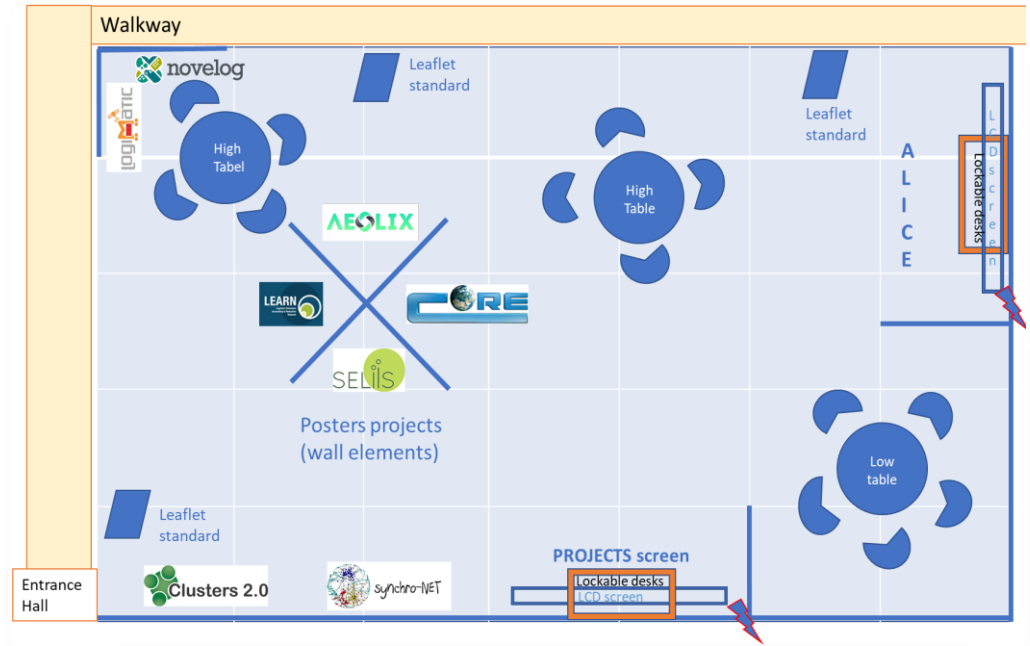 Walkway
novelog
LOGIMATIC
Leaflet
standard
High
Tabel
Leaflet
standard
High
Table
ALICE
LCD screen
Lockable desks
AEOLIX
LEARN
CORE
SELIS
Posters projects
(wall elements)
Low
table
Leaflet
standard
PROJECTS screen
Lockable desks
LCD screen
Entrance
Hall
Clusters 2.0
synchro-NET